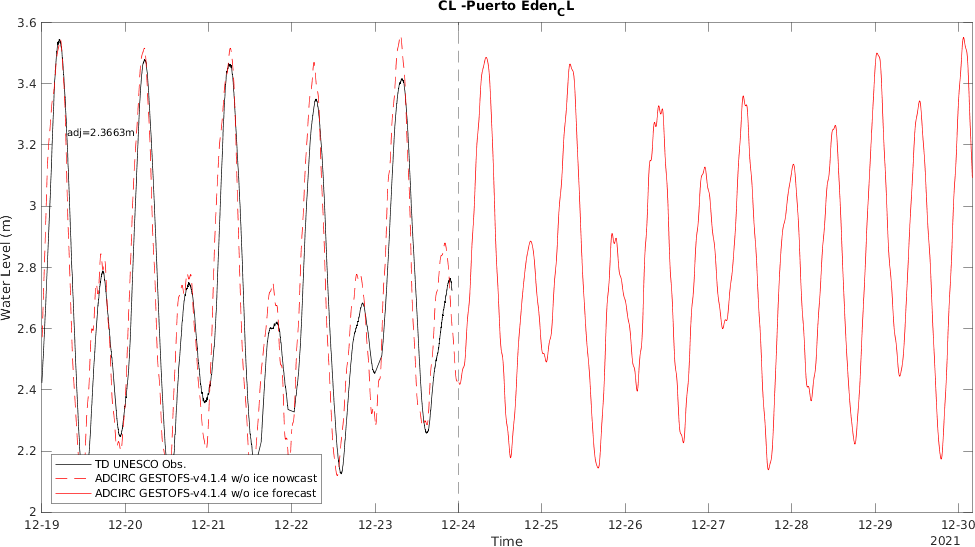 CL -Puerto Eden_CL
3.6
3.4
3.2
3
2.8
2.6
2.4
2.2
2
Water Level (m)
adj=2.3663m
TD UNESCO Obs.
ADCIRC GESTOFS-v4.1.4 w/o ice nowcast
ADCIRC GESTOFS-v4.1.4 w/o ice forecast
12-19 12-20 12-21 12-22 12-23 12-24 12-25 12-26 12-27 12-28 12-29 12-30
Time
2021